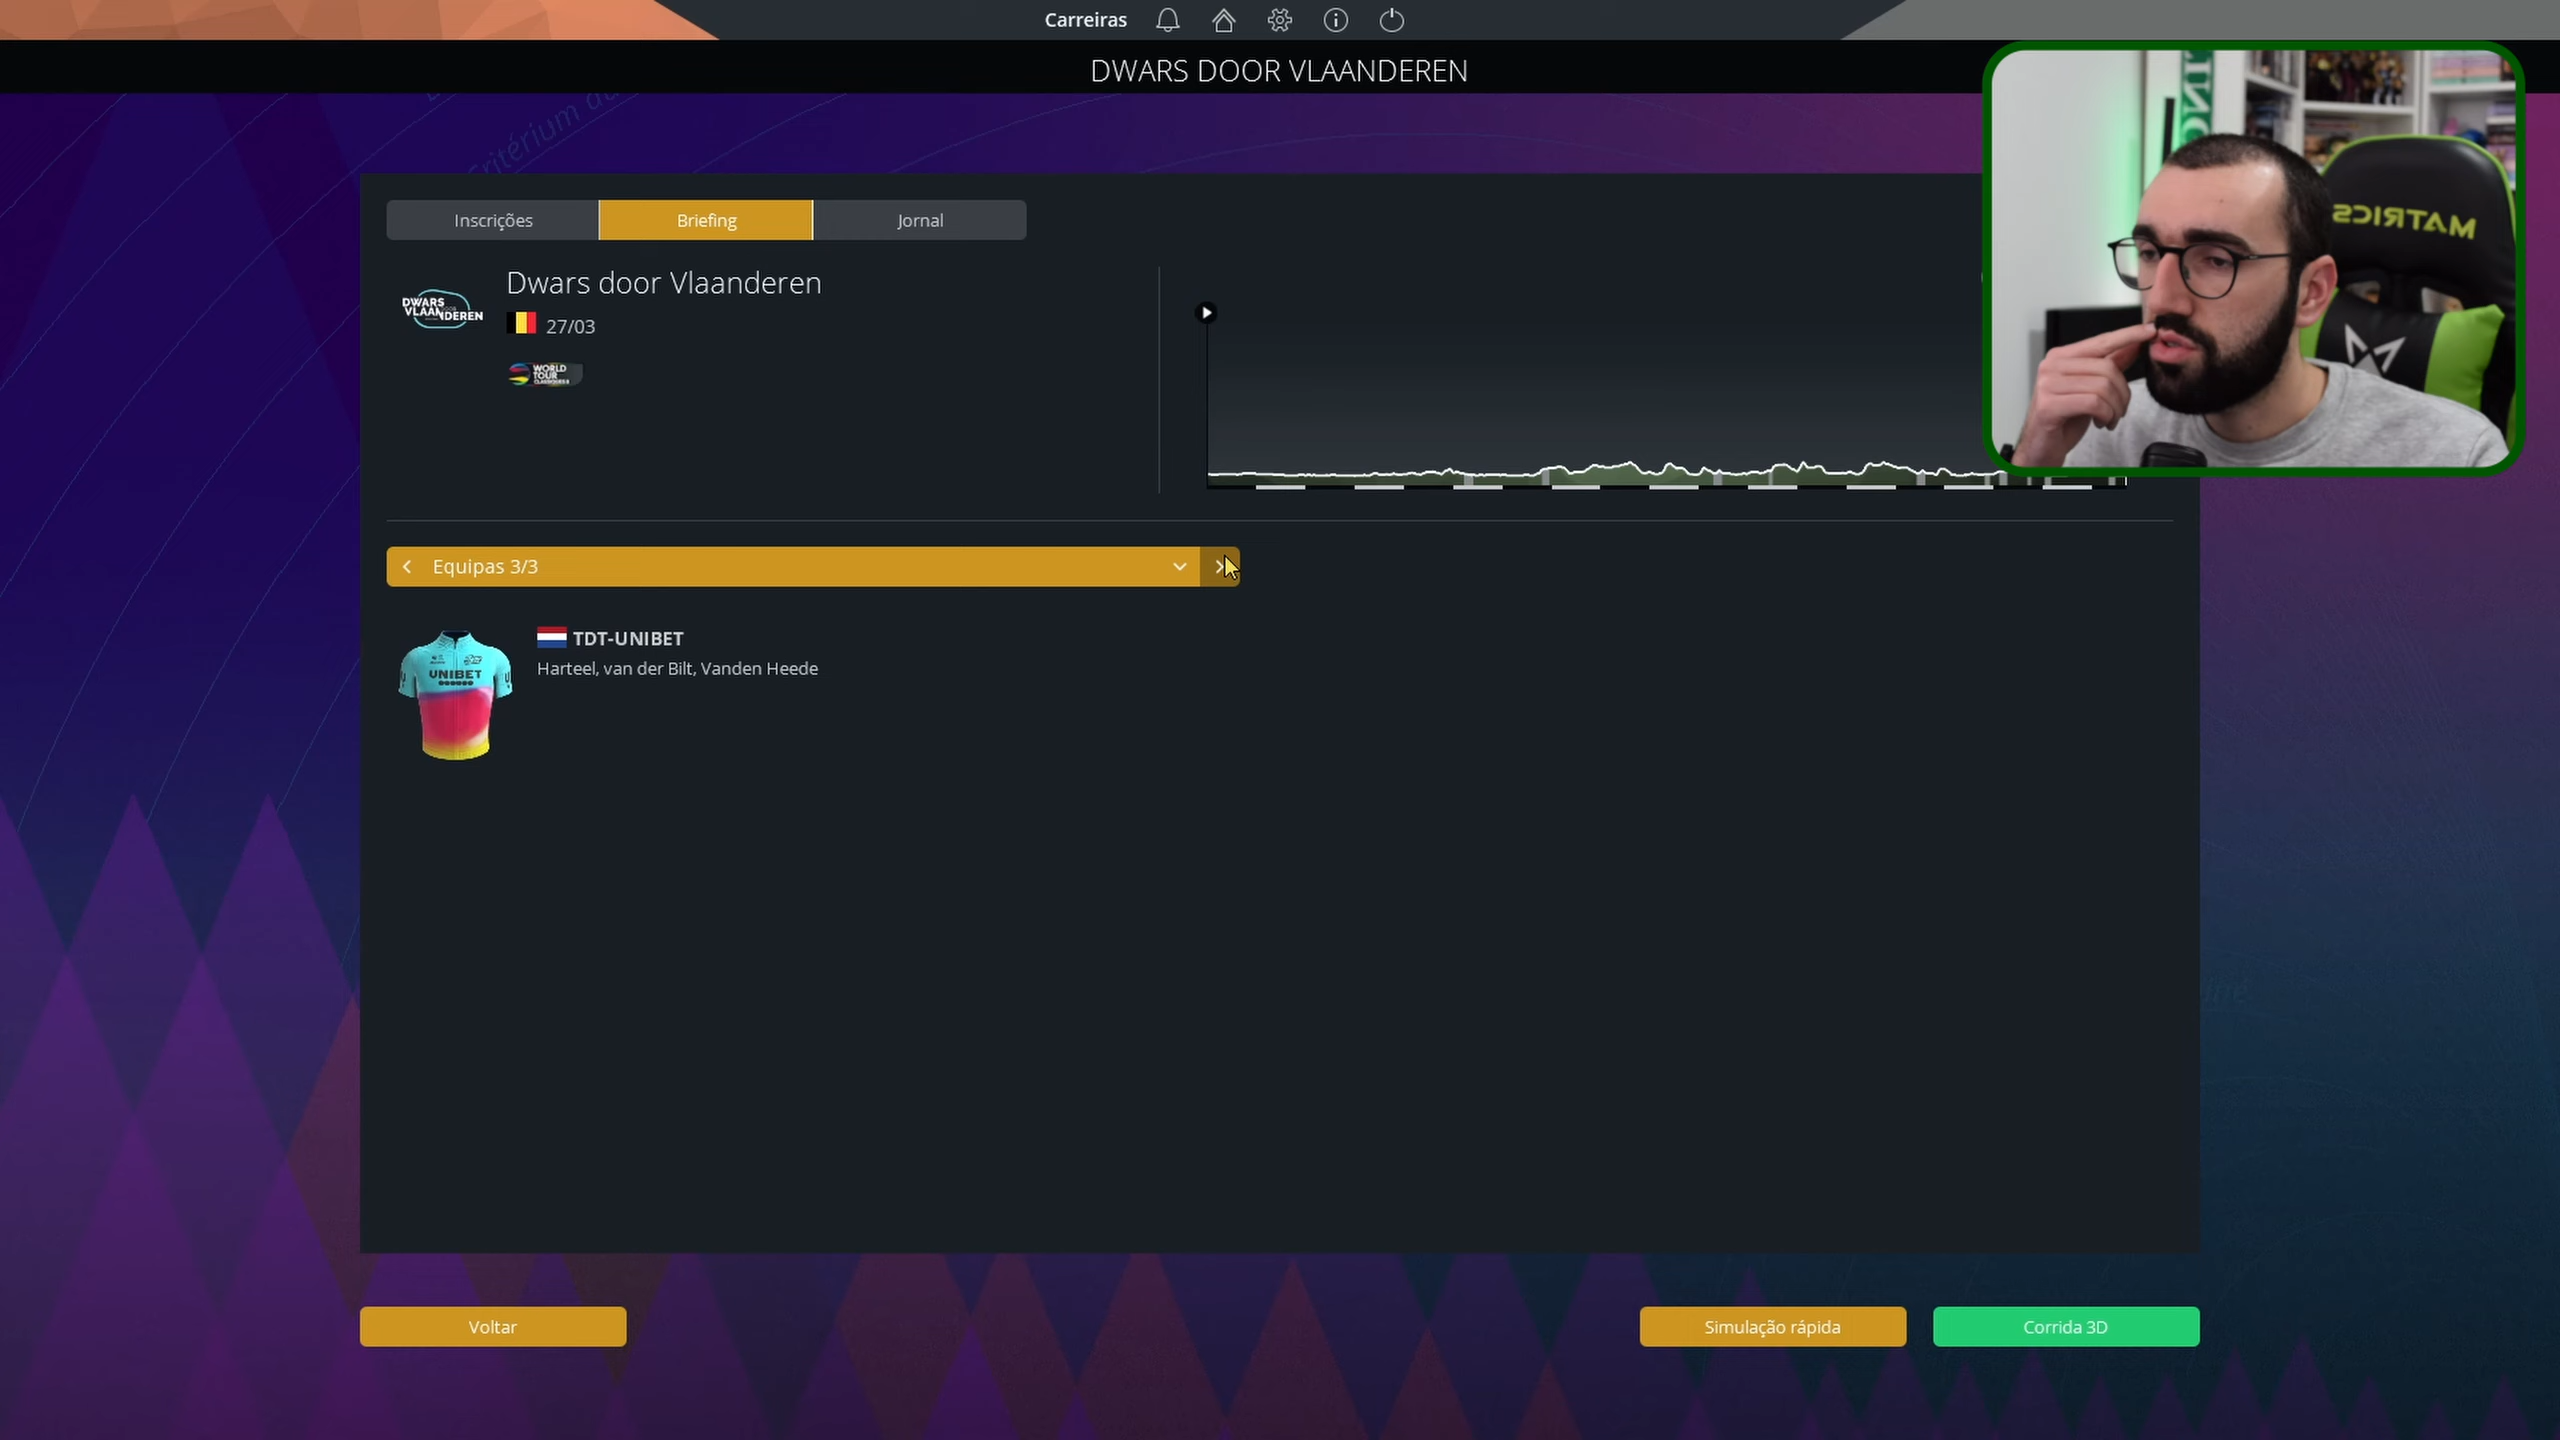 Carreiras
DWARS DOOR VLAANDEREN
Inscrições
Briefing
Jornal
DWARS
DOOR
VLAANDEREN
Dwars door Vlaanderen
27/03
WORLD
TOUR
Equipas 3/3
UNIBET
TDT-UNIBET
Harteel, van der Bilt, Vanden Heede
MATRICS
Voltar
Simulação rápida
Corrida 3D